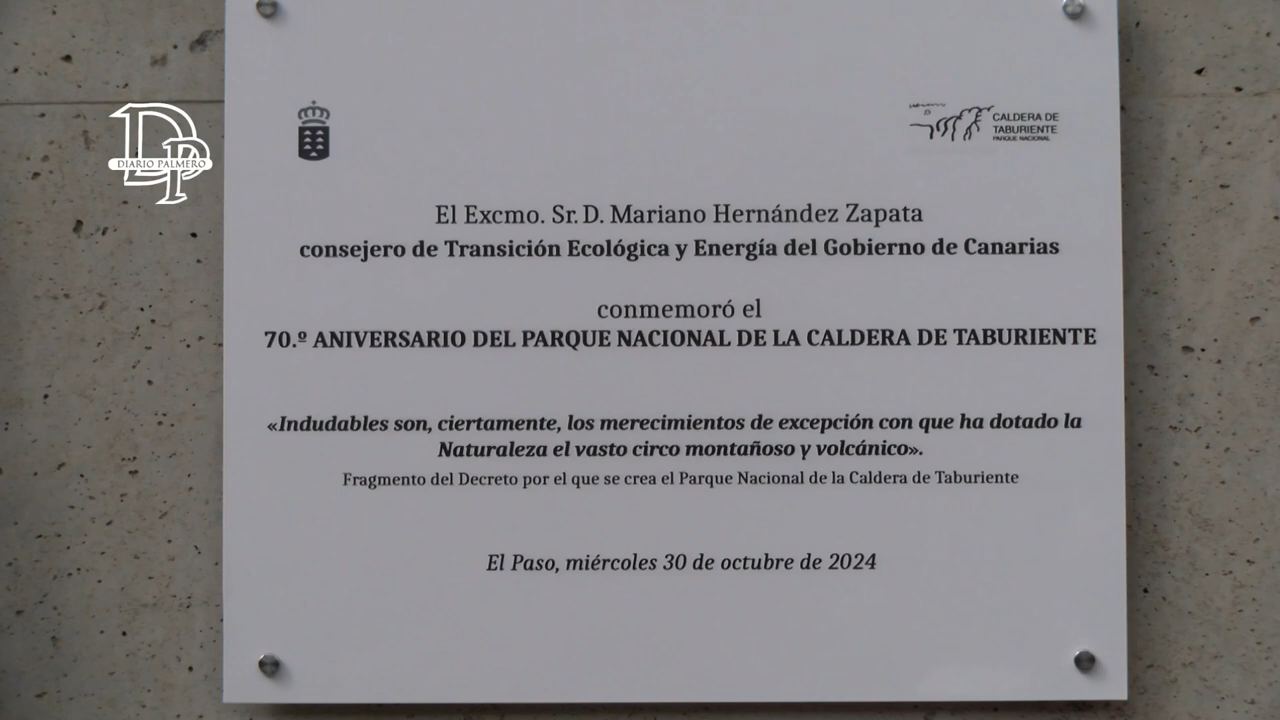 DP
DIARIO PALMERO
CALDERA DE
TABURIENTE
PARQUE NACIONAL
El Excmo. Sr. D. Mariano Hernández Zapata
consejero de Transición Ecológica y Energía del Gobierno de Canarias
conmemoró el
70.º ANIVERSARIO DEL PARQUE NACIONAL DE LA CALDERA DE TABURIENTE
«Indudables son, ciertamente, los merecimientos de excepción con que ha dotado la
Naturaleza el vasto circo montañoso y volcánico».
Fragmento del Decreto por el que se crea el Parque Nacional de la Caldera de Taburiente
El Paso, miércoles 30 de octubre de 2024